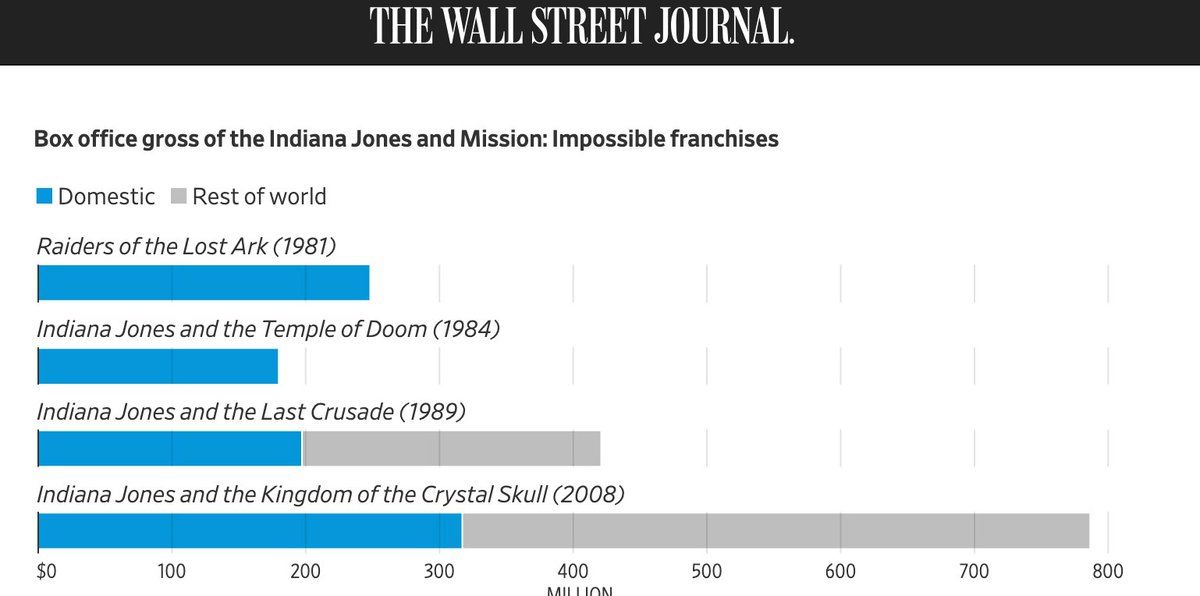 THE WALL STREET JOURNAL.
Box office gross of the Indiana Jones and Mission: Impossible franchises
Domestic Rest of world
Raiders of the Lost Ark (1981)
Indiana Jones and the Temple of Doom (1984)
Indiana Jones and the Last Crusade (1989)
Indiana Jones and the Kingdom of the Crystal Skull (2008)
$0 100 200 300 400 500 600 700 800
MILLION